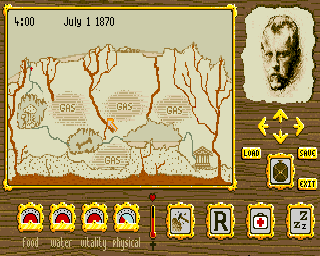 4:00 July 1 1870
GAS GAS GAS
GAS
LOAD SAVE
EXIT
food water vitality physical
R
Z
Z Z